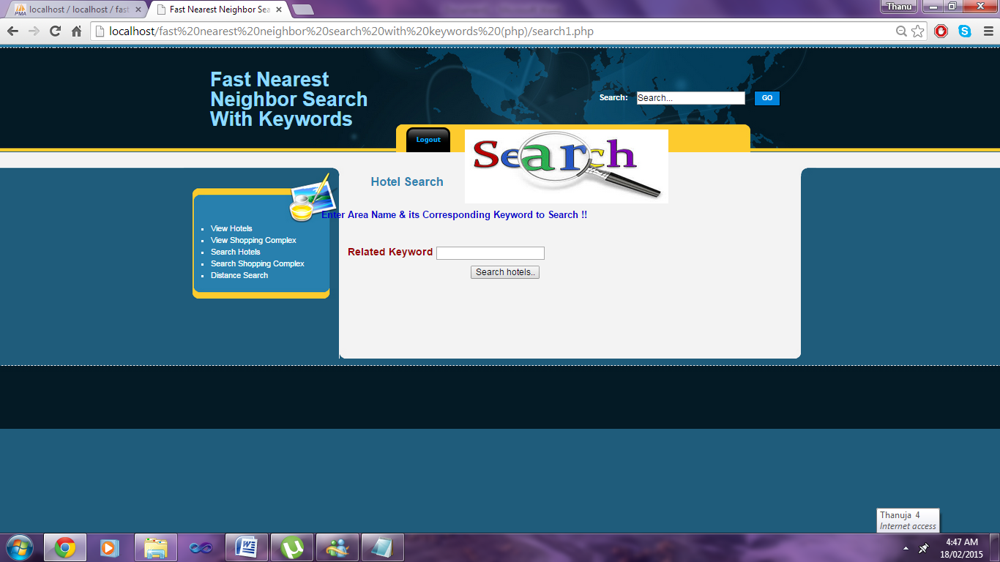 localhost / localhost / fast
Fast Nearest Neighbor Sea
Thanu
localhost/fast%20nearest%20neighbor%20search%20with%20keywords%20(php)/search1.php
Fast Nearest
Neighbor Search
With Keywords
Search:
Search...
GO
Logout
Search
Hotel Search
Enter Area Name & its Corresponding Keyword to Search !!
View Hotels
View Shopping Complex
Search Hotels
Search Shopping Complex
Distance Search
Related Keyword
Search hotels..
Thanuja 4
Internet access
4:47 AM
18/02/2015